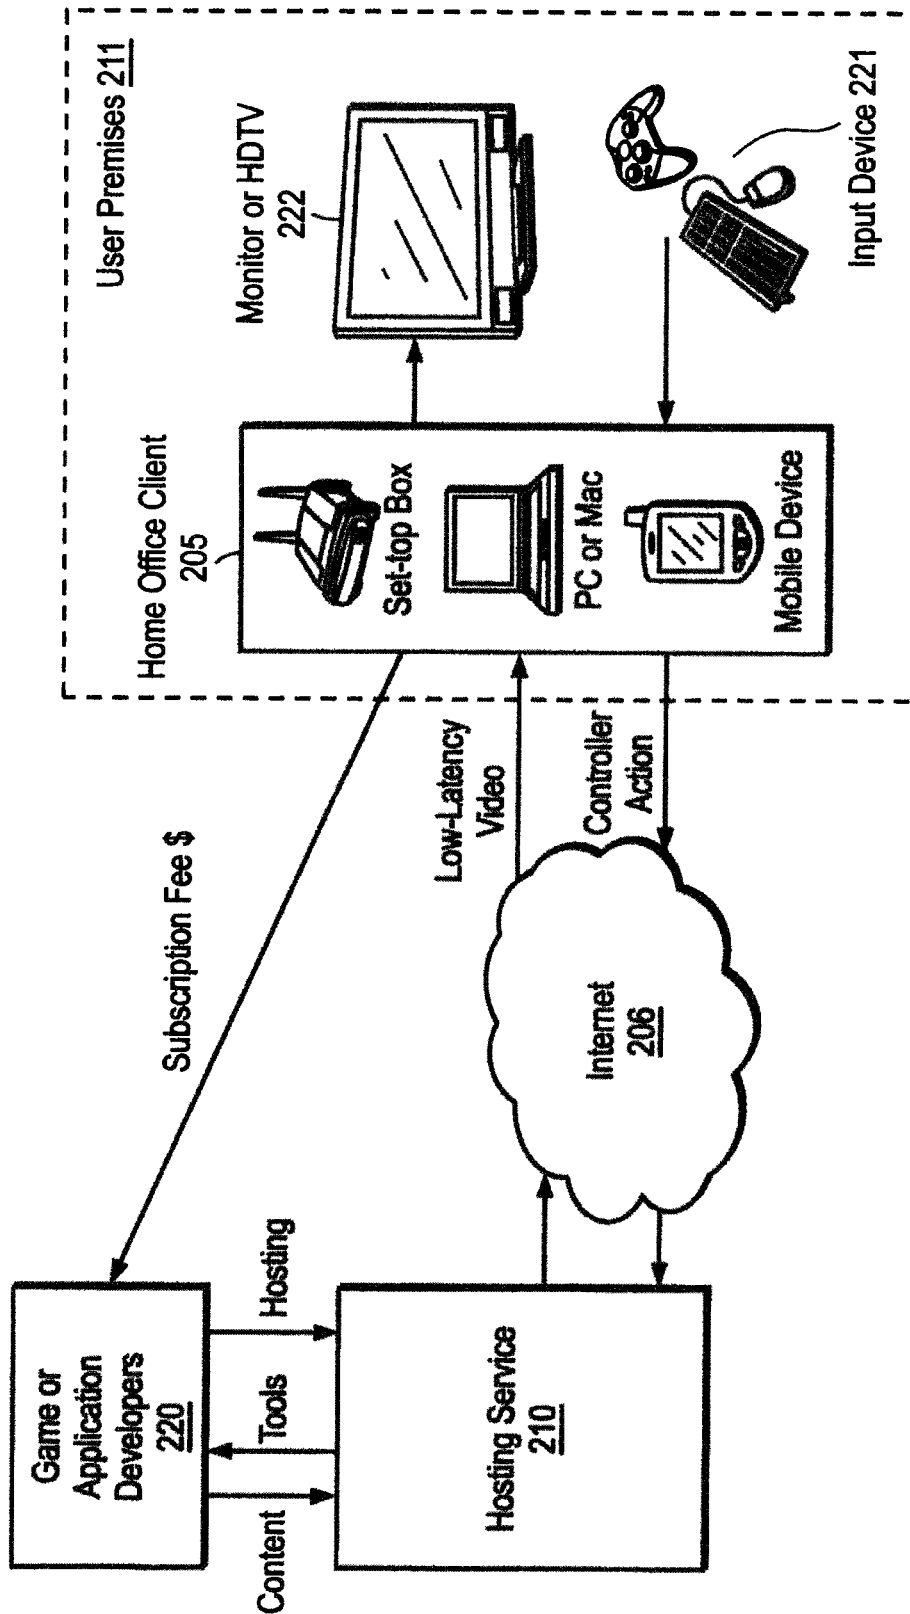 User Premises 211
Home Office Client
205
Monitor or HDTV
222
Set-top Box
PC or Mac
Mobile Device
Input Device 221
Subscription Fee $
Low-Latency
Video
Controller
Action
Internet
206
Game or
Application
Developers
220
Hosting
Tools
Content
Hosting Service
210